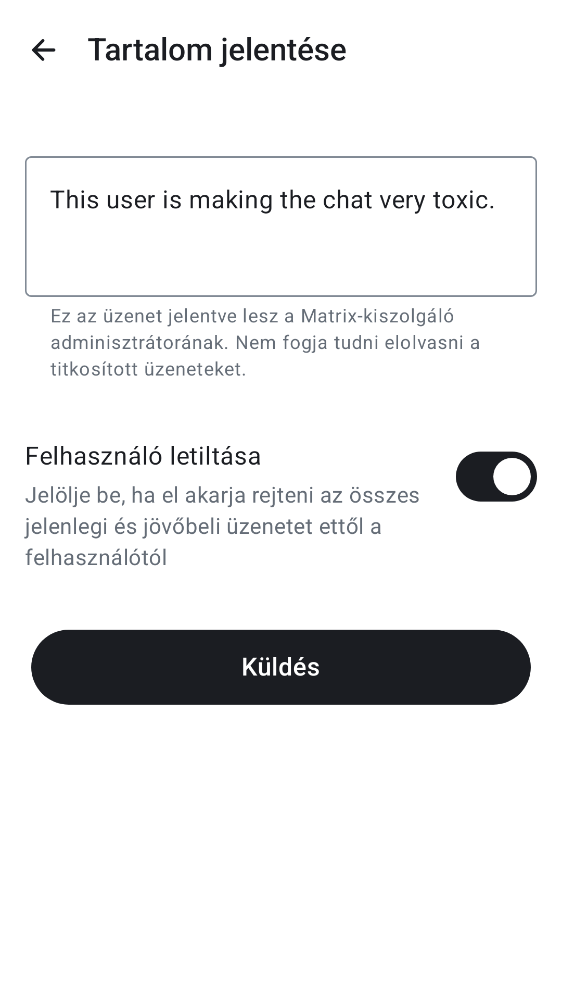 Tartalom jelentése
This user is making the chat very toxic.
Ez az üzenet jelentve lesz a Matrix-kiszolgáló
adminisztrátorának. Nem fogja tudni elolvasni a
titkosított üzeneteket.
Felhasználó letiltása
Jelölje be, ha el akarja rejteni az összes
jelenlegi és jövőbeli üzenetet ettől a
felhasználótól
Küldés